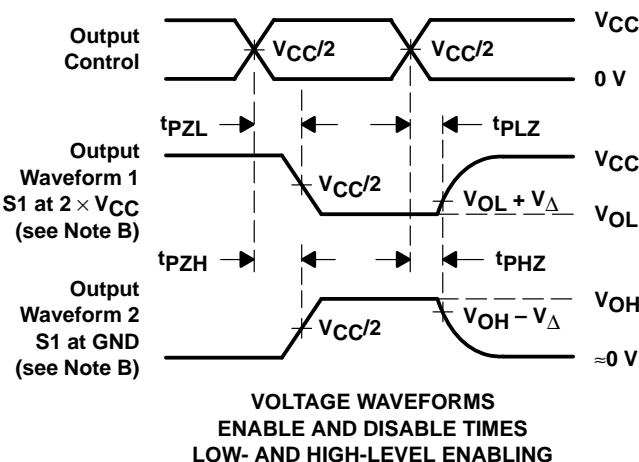 Output
Control
VCC/2
VCC/2
VCC
0 V
tPZL
tPLZ
Output
Waveform 1
S1 at 2 × VCC
(see Note B)
VCC/2
VCC
VOL + VΔ
VOL
tPZH
tPHZ
Output
Waveform 2
S1 at GND
(see Note B)
VCC/2
VOH
VOH – VΔ
≈0 V
VOLTAGE WAVEFORMS
ENABLE AND DISABLE TIMES
LOW- AND HIGH-LEVEL ENABLING